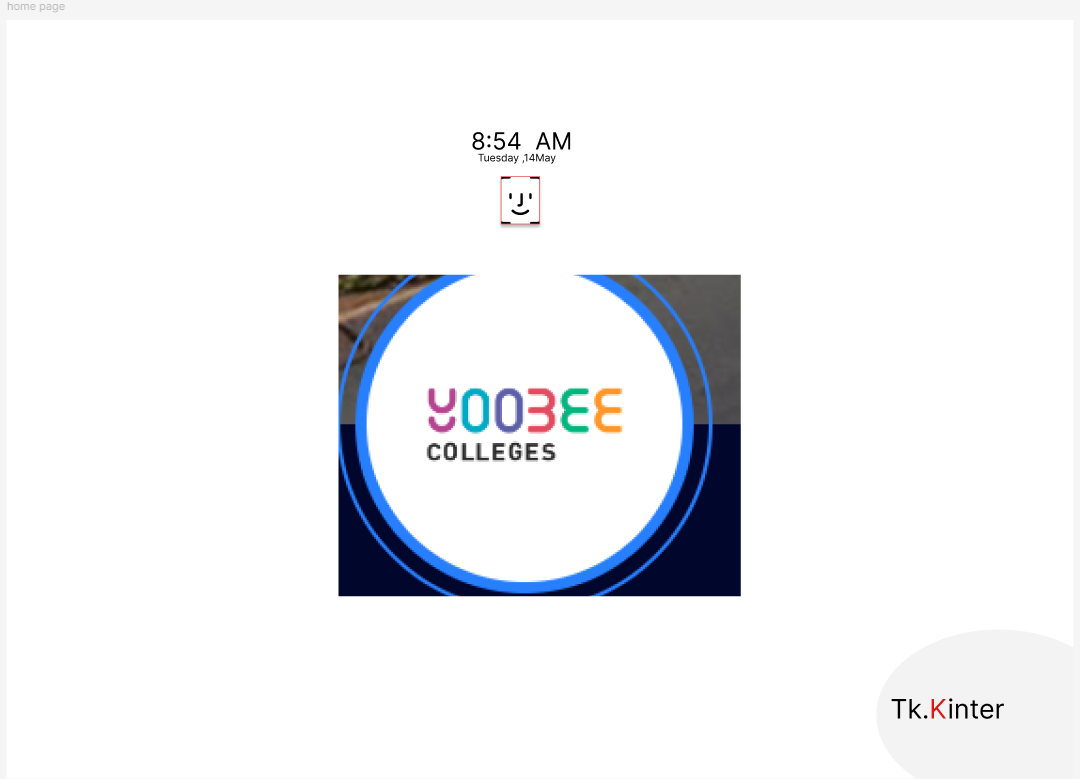 home page
8:54 AM
Tuesday ,14May
YOOBEE
COLLEGES
Tk.Kinter